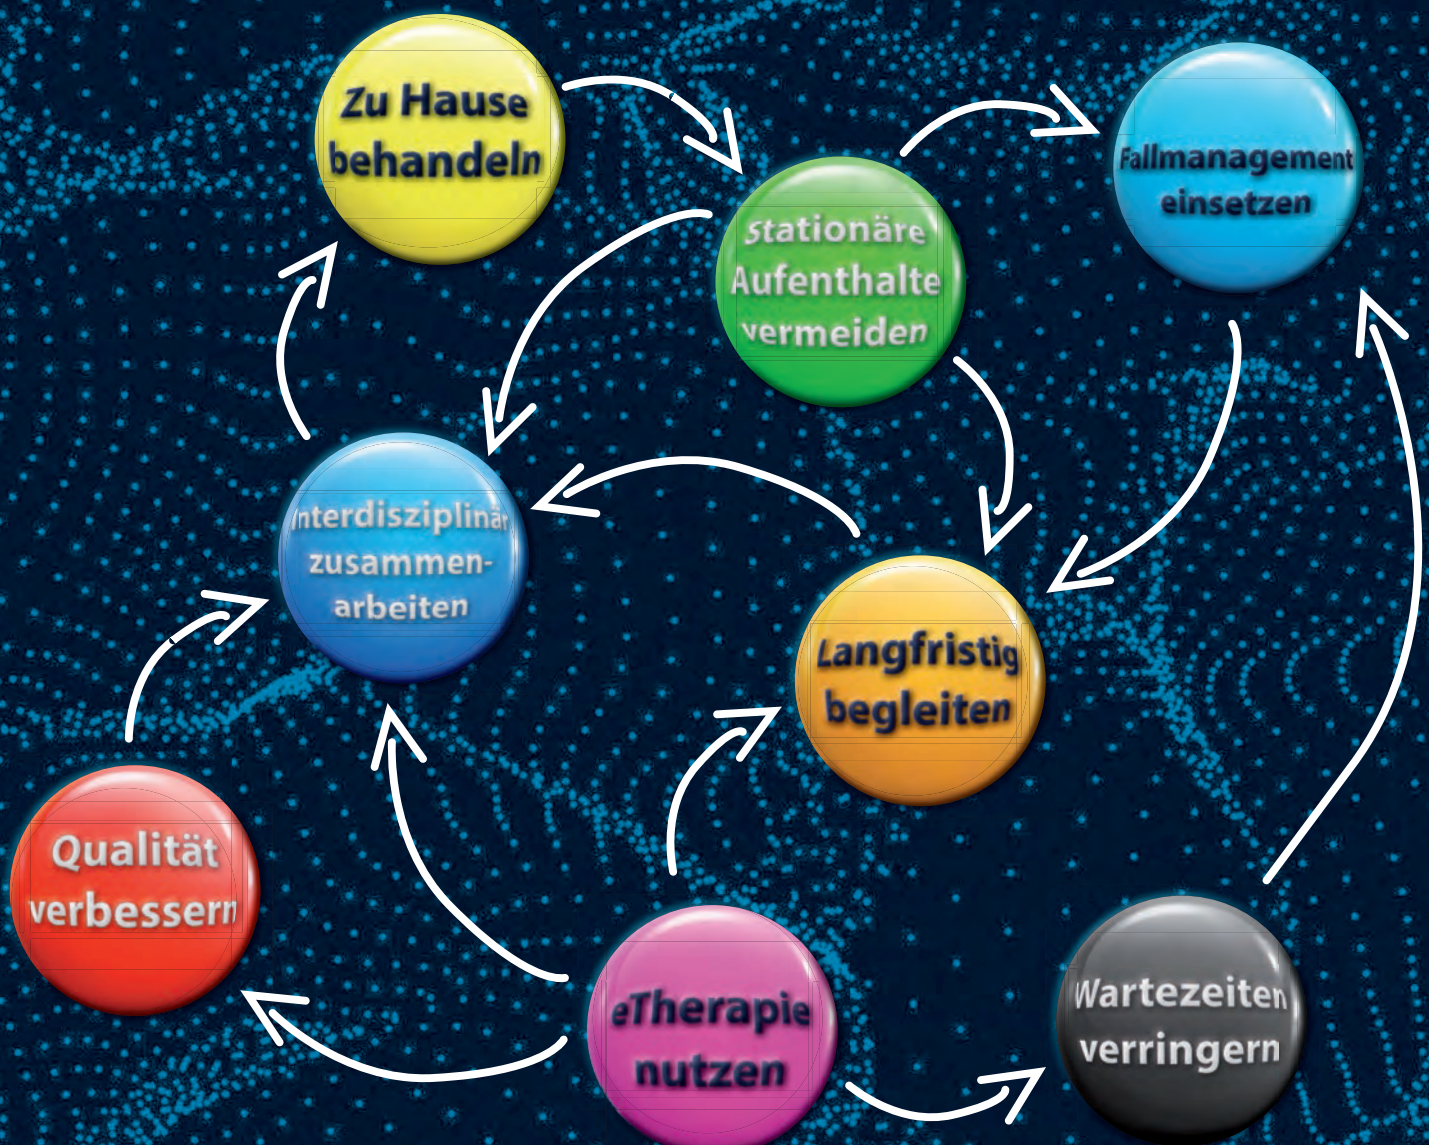 Zu Hause
behandeln
Stationäre
Aufenthalte
vermeiden
Fallmanagement
einsetzen
Interdisziplinär
zusammen-
arbeiten
Langfristig
begleiten
Qualität
verbessern
eTherapie
nutzen
Wartezeiten
verringern